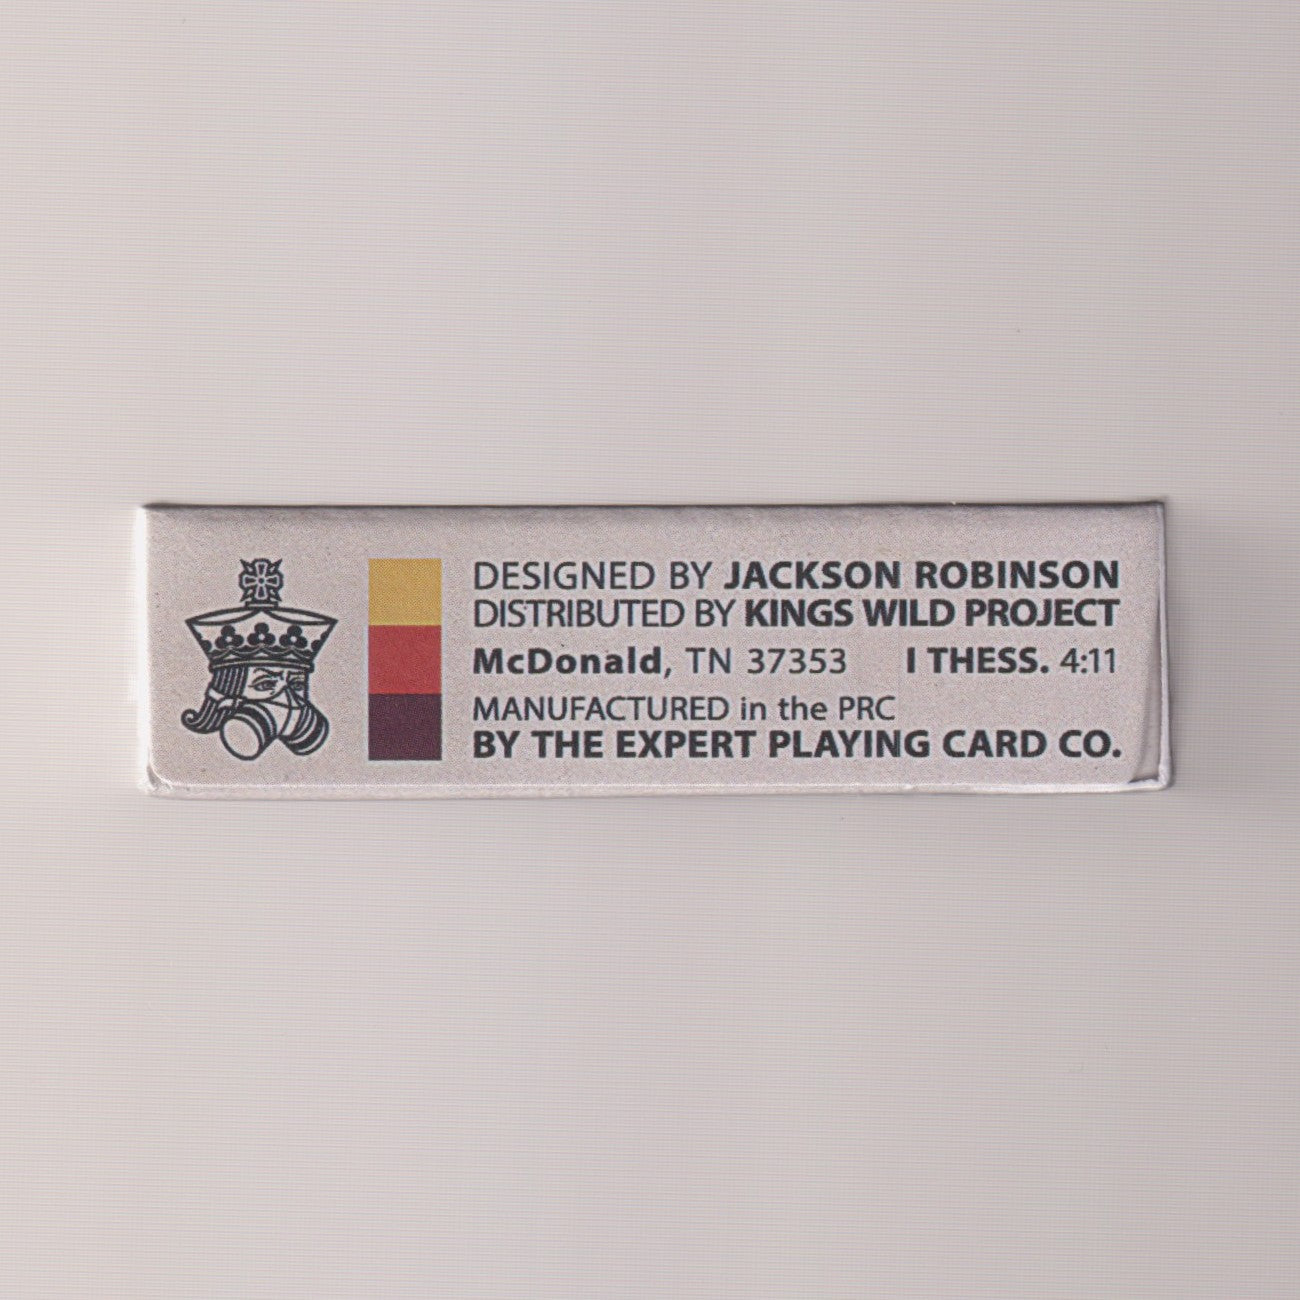 DESIGNED BY JACKSON ROBINSON
DISTRIBUTED BY KINGS WILD PROJECT
McDonald, TN 37353 I THESS. 4:11
MANUFACTURED in the PRC
BY THE EXPERT PLAYING CARD CO.